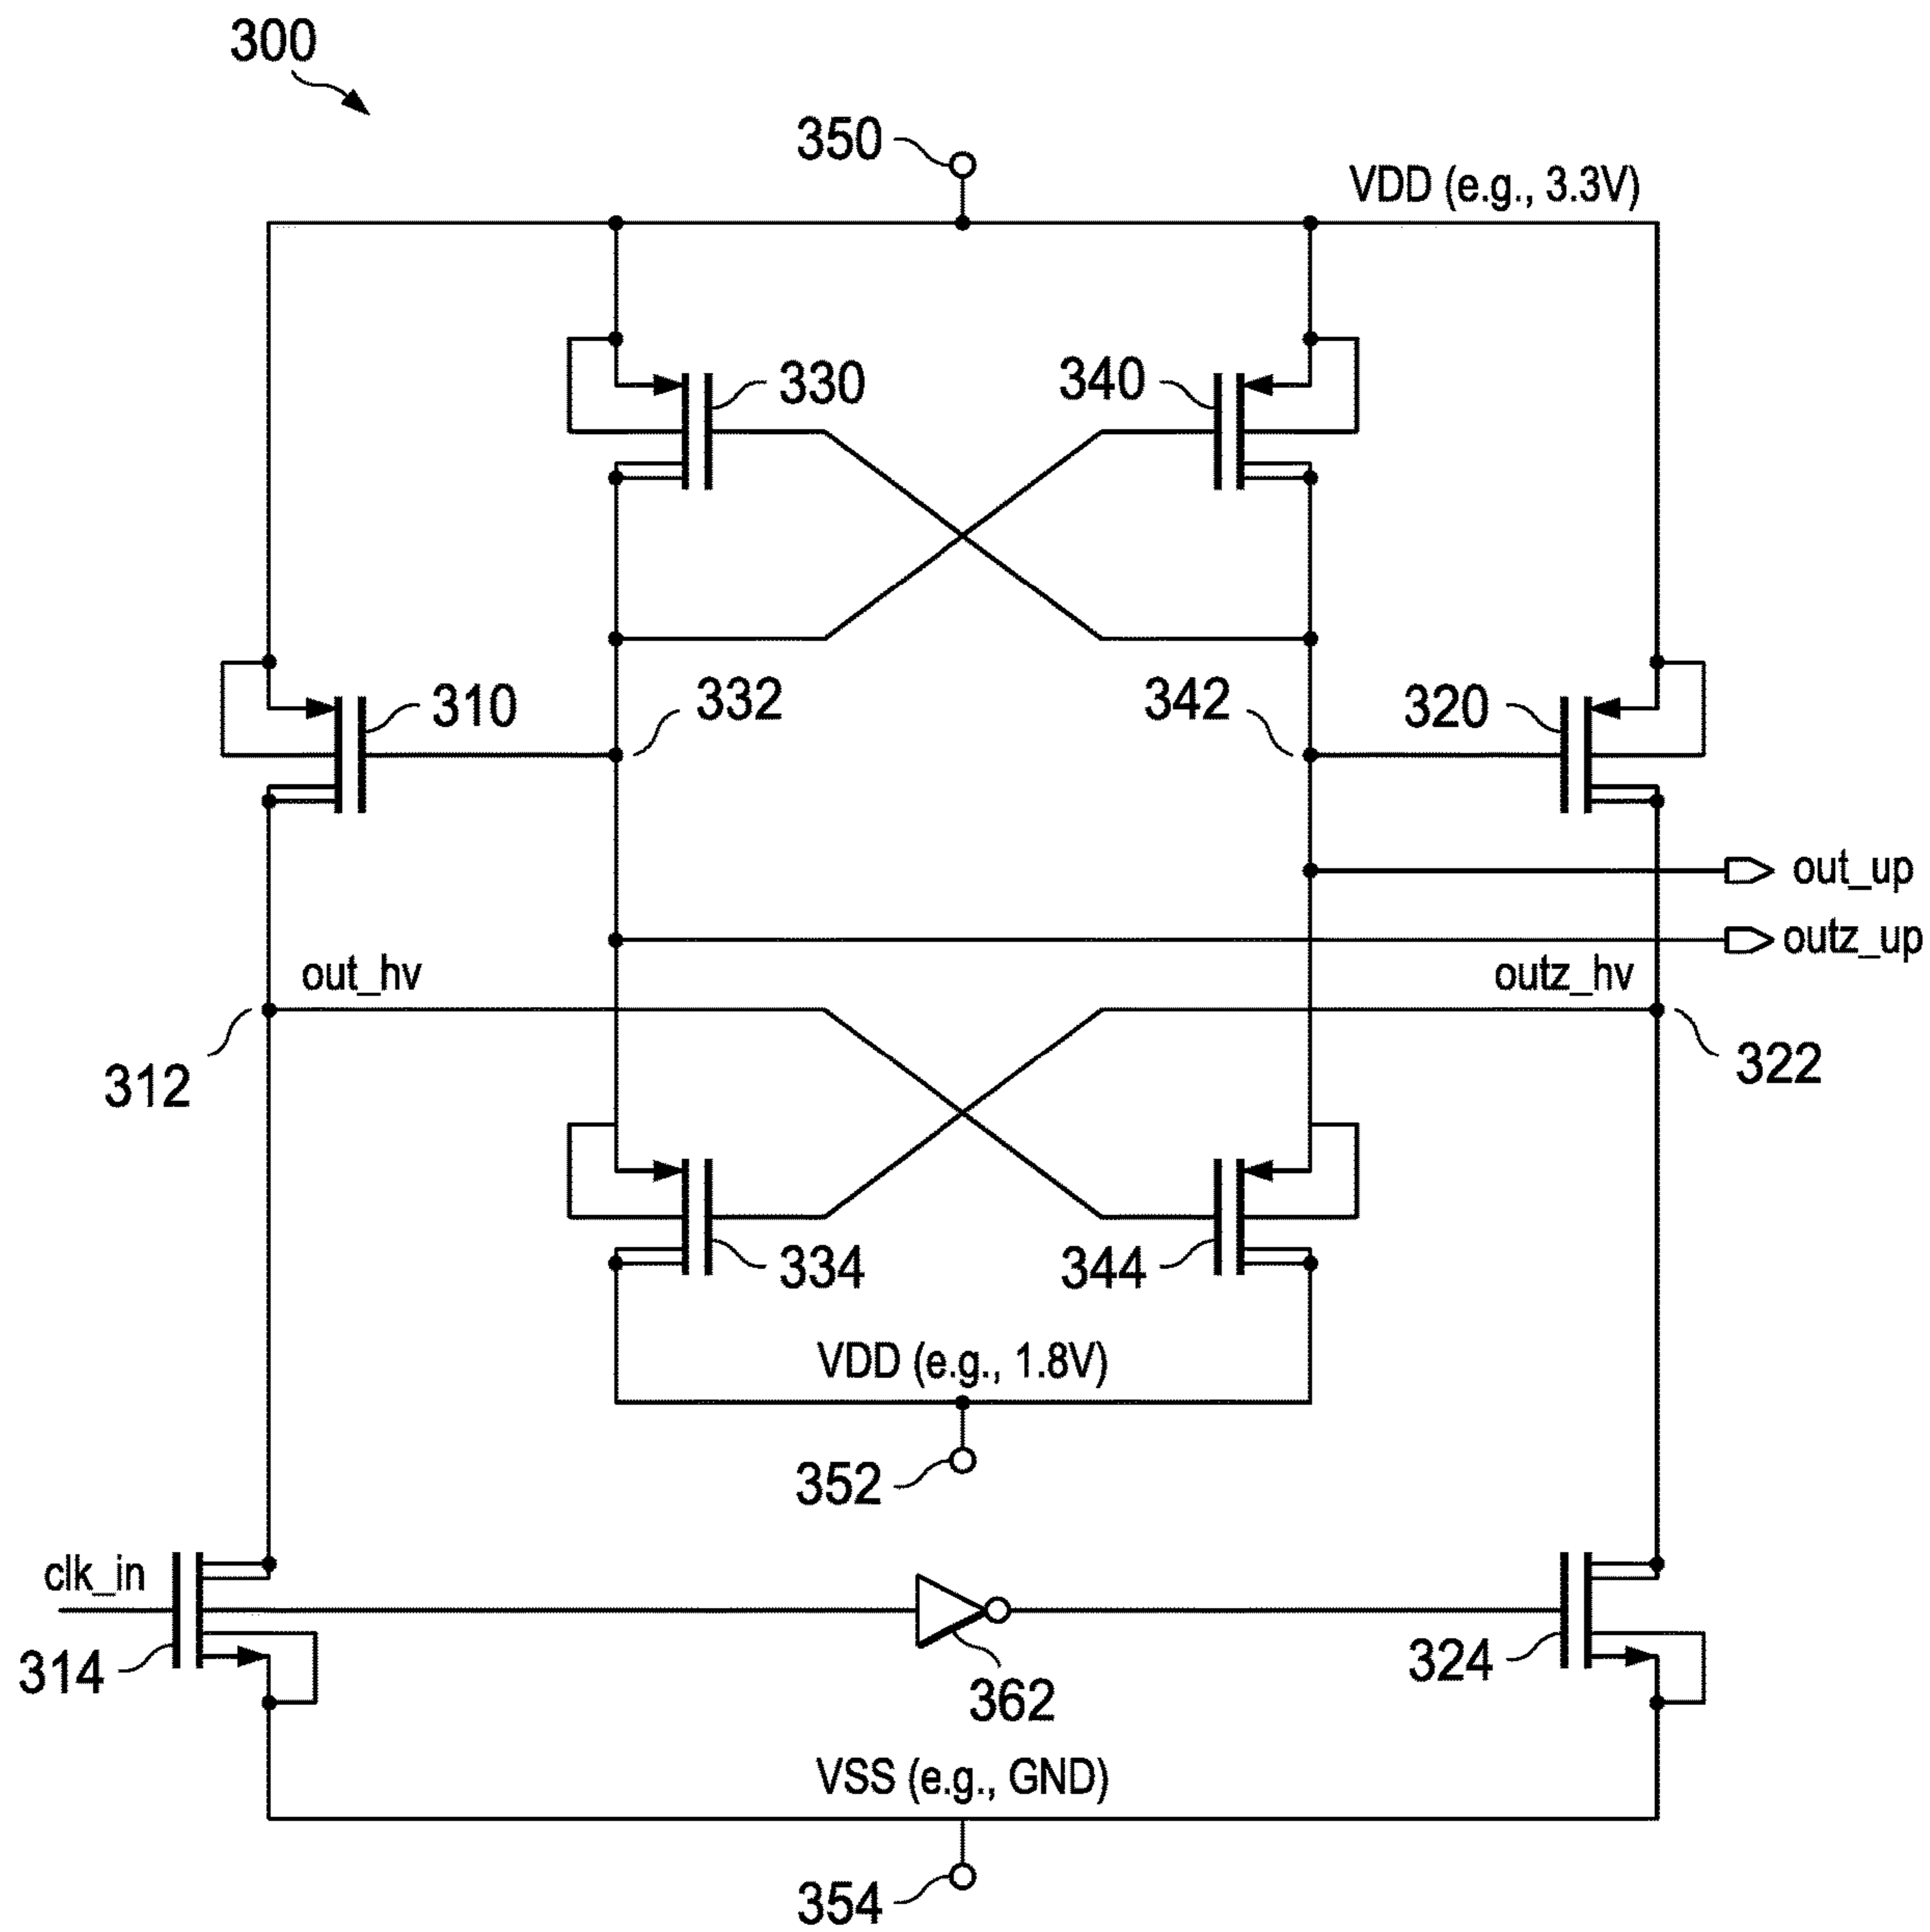 300
350
VDD (e.g., 3.3V)
330
340
310
332
342
320
out_up
outz_up
out_hv
outz_hv
312
322
334
344
VDD (e.g., 1.8V)
352
clk_in
314
362
324
VSS (e.g., GND)
354